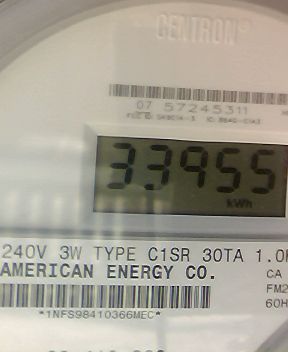 CENTRON®
07 57245311
33955
kWh
240V 3W TYPE C1SR 30TA 1.0
AMERICAN ENERGY CO.
CA
FM2
60H
*1NFS98410366MEC*